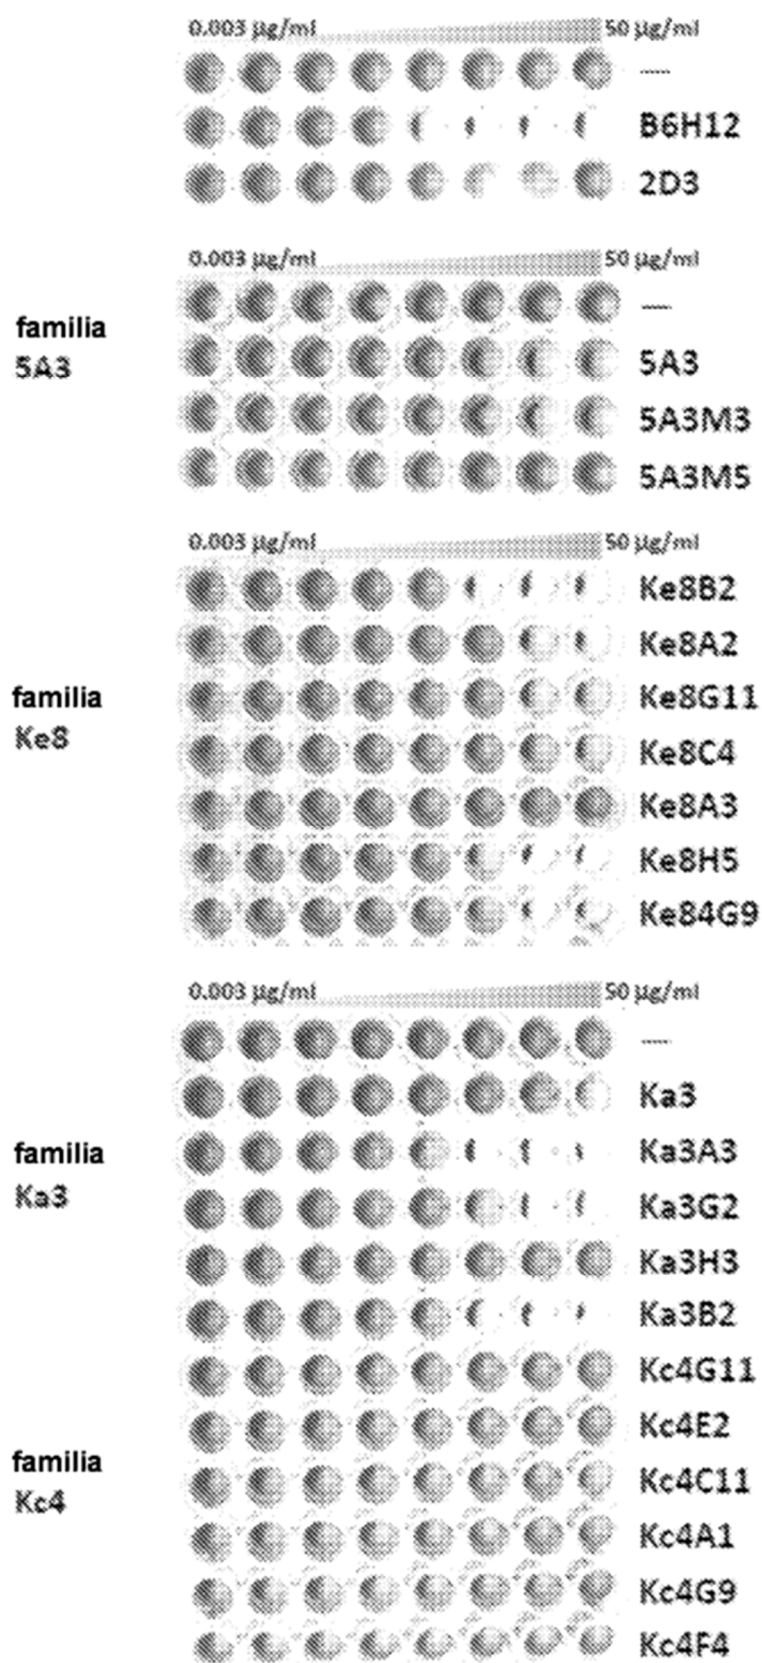 0.003 µg/ml 50 µg/ml
----
B6H12
2D3
0.003 µg/ml 50 µg/ml
familia
5A3
----
5A3
5A3M3
5A3M5
0.003 µg/ml 50 µg/ml
familia
Ke8
Ke8B2
Ke8A2
Ke8G11
Ke8C4
Ke8A3
Ke8H5
Ke84G9
0.003 µg/ml 50 µg/ml
----
familia
Ka3
Ka3
Ka3A3
Ka3G2
Ka3H3
Ka3B2
familia
Kc4
Kc4G11
Kc4E2
Kc4C11
Kc4A1
Kc4G9
Kc4F4